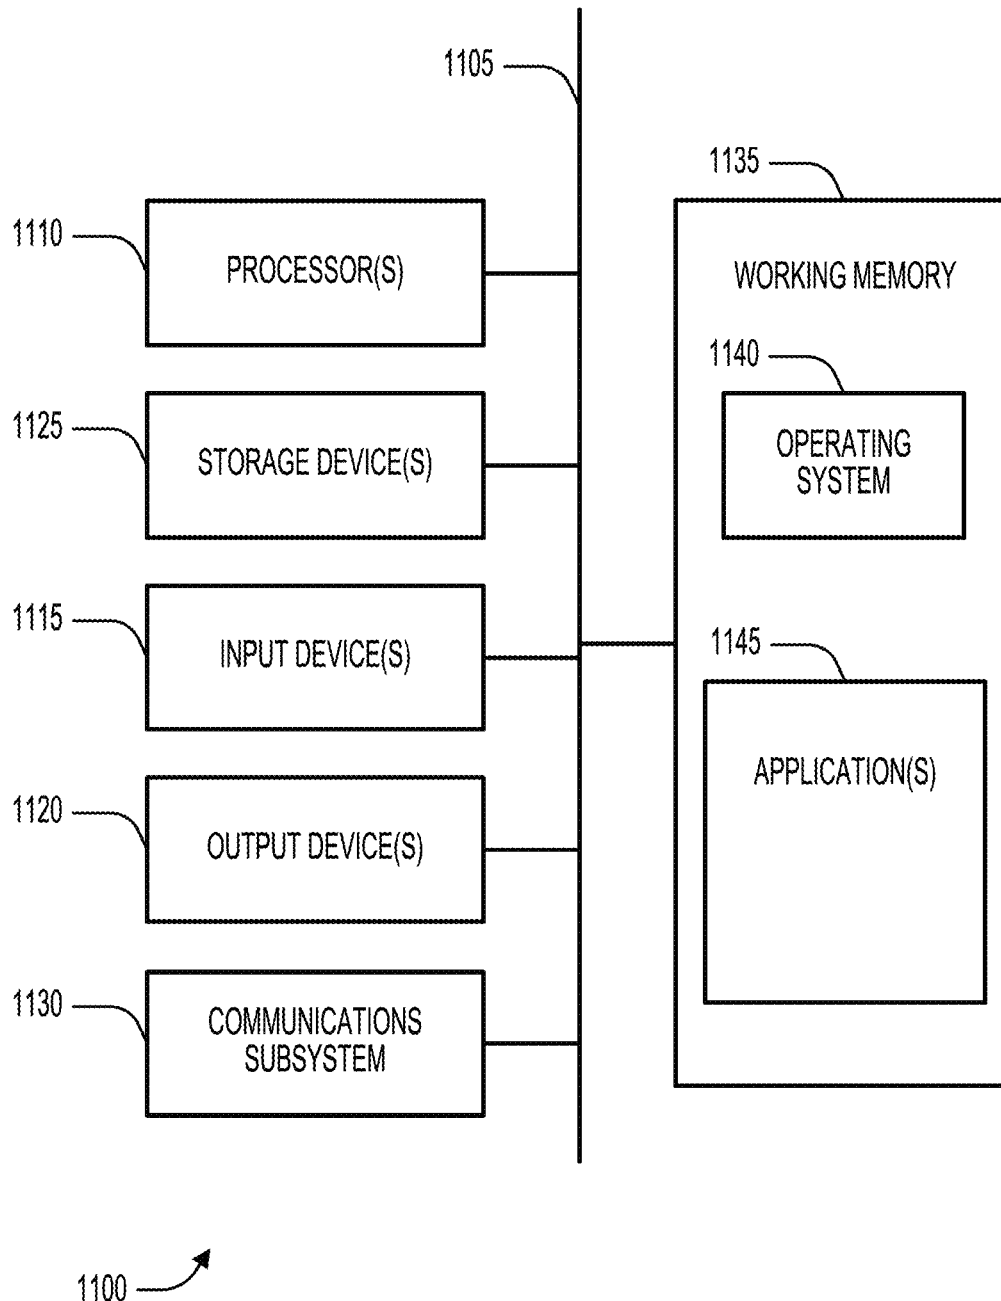 1105
1135
1110
PROCESSOR(S)
WORKING MEMORY
1140
1125
STORAGE DEVICE(S)
OPERATING
SYSTEM
1115
INPUT DEVICE(S)
1145
APPLICATION(S)
1120
OUTPUT DEVICE(S)
1130
COMMUNICATIONS
SUBSYSTEM
1100